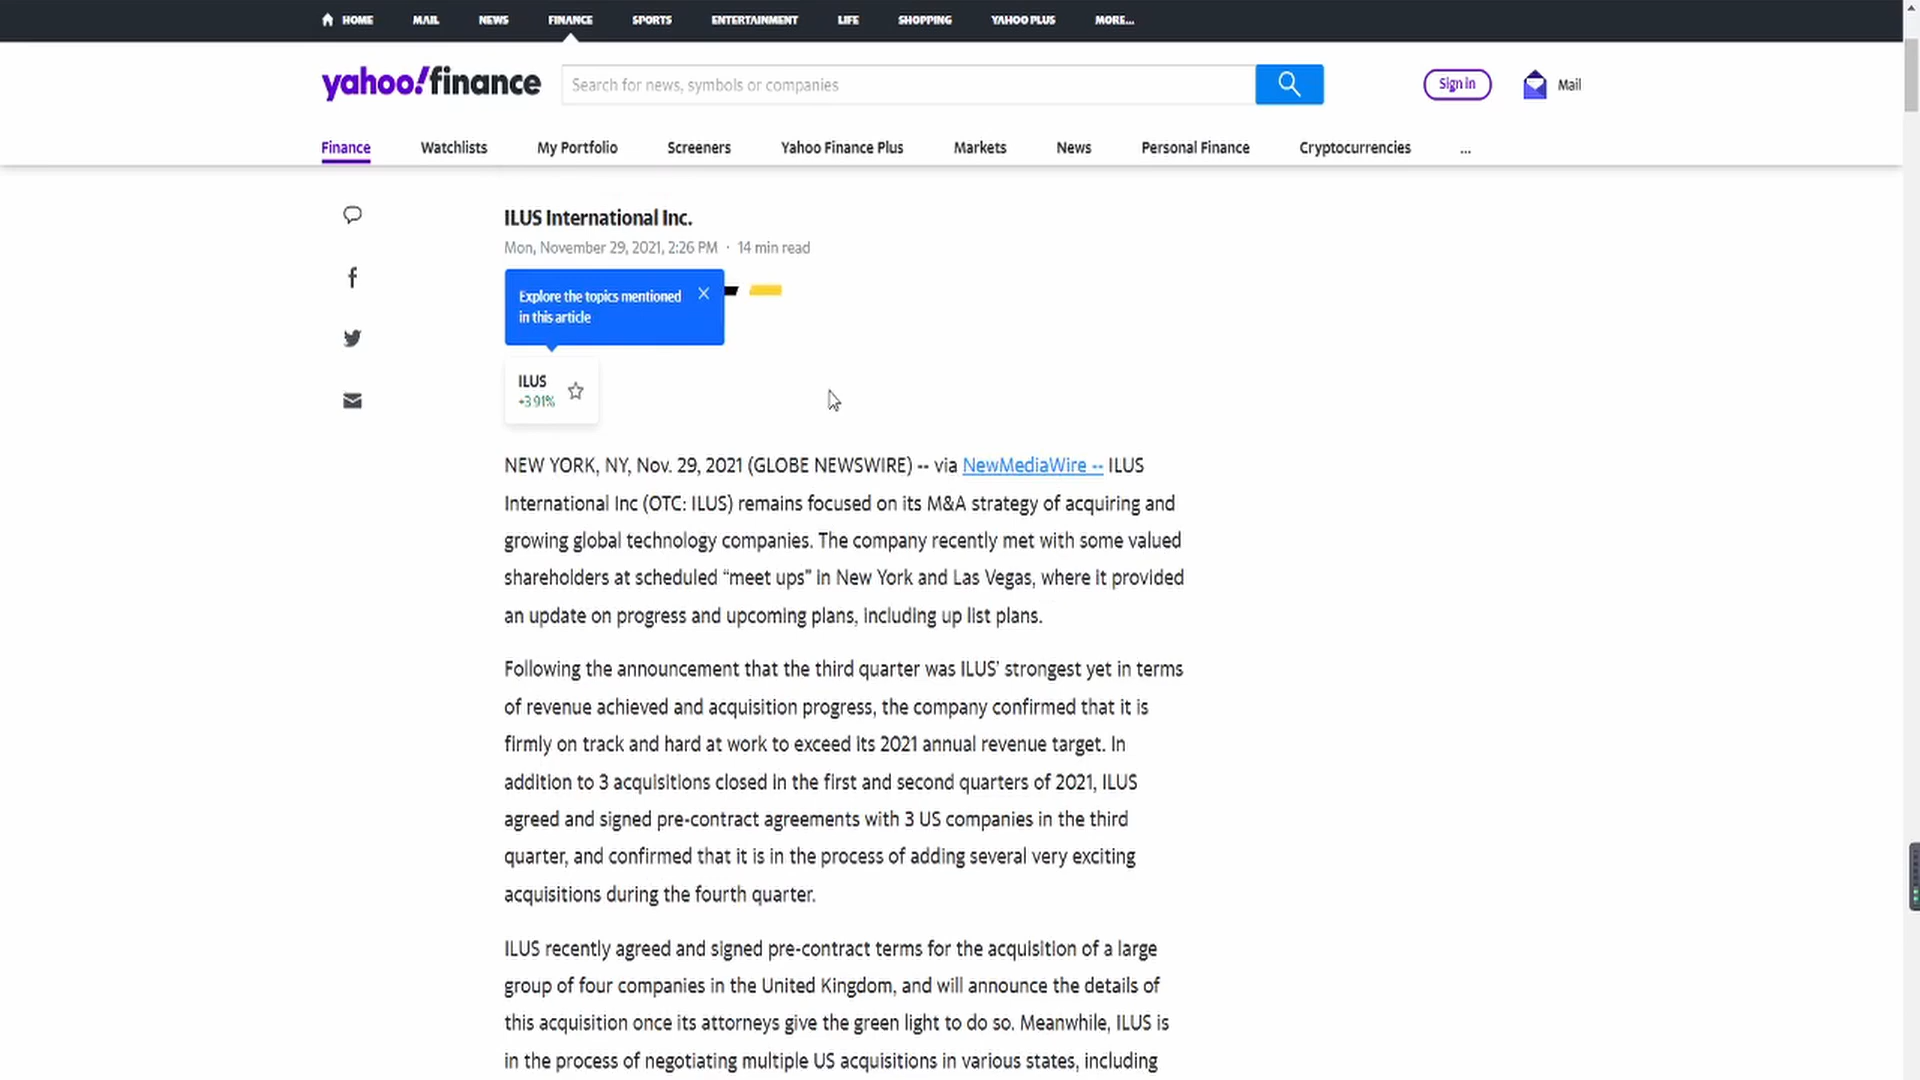 HOME MAIL NEWS FINANCE SPORTS ENTERTAINMENT LIFE SHOPPING YAHOO PLUS MORE...
yahoo!finance Search for news, symbols or companies Sign in Mail
Finance Watchlists My Portfolio Screeners Yahoo Finance Plus Markets News Personal Finance Cryptocurrencies ...
ILUS International Inc.
Mon, November 29, 2021, 2:26 PM · 14 min read
Explore the topics mentioned
in this article
ILUS
+3.91%
NEW YORK, NY, Nov. 29, 2021 (GLOBE NEWSWIRE) -- via NewMediaWire -- ILUS
International Inc (OTC: ILUS) remains focused on its M&A strategy of acquiring and
growing global technology companies. The company recently met with some valued
shareholders at scheduled “meet ups” in New York and Las Vegas, where it provided
an update on progress and upcoming plans, including up list plans.
Following the announcement that the third quarter was ILUS’ strongest yet in terms
of revenue achieved and acquisition progress, the company confirmed that it is
firmly on track and hard at work to exceed its 2021 annual revenue target. In
addition to 3 acquisitions closed in the first and second quarters of 2021, ILUS
agreed and signed pre-contract agreements with 3 US companies in the third
quarter, and confirmed that it is in the process of adding several very exciting
acquisitions during the fourth quarter.
ILUS recently agreed and signed pre-contract terms for the acquisition of a large
group of four companies in the United Kingdom, and will announce the details of
this acquisition once its attorneys give the green light to do so. Meanwhile, ILUS is
in the process of negotiating multiple US acquisitions in various states, including